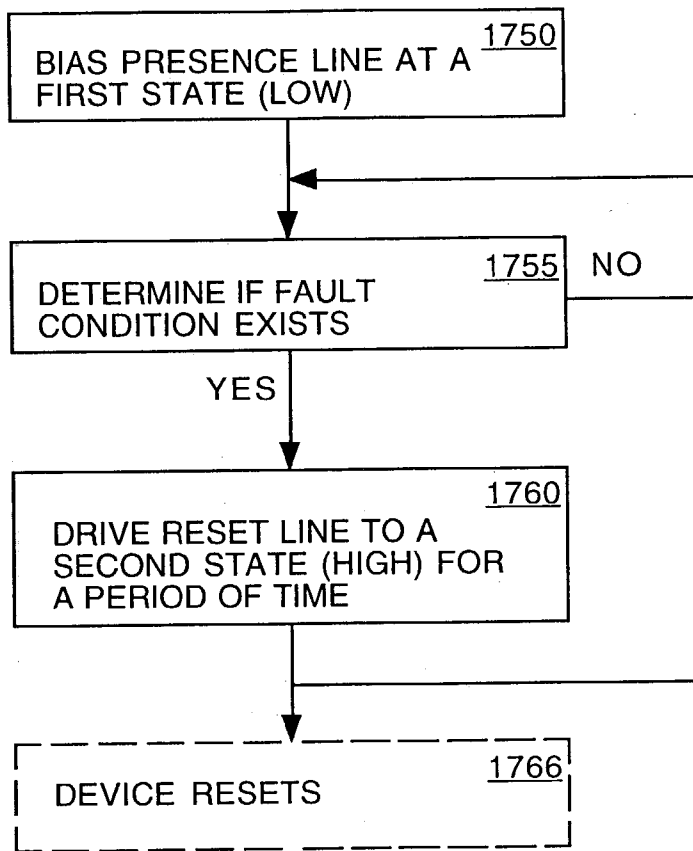 1750
BIAS PRESENCE LINE AT A
FIRST STATE (LOW)
1755
NO
DETERMINE IF FAULT
CONDITION EXISTS
YES
1760
DRIVE RESET LINE TO A
SECOND STATE (HIGH) FOR
A PERIOD OF TIME
1766
DEVICE RESETS